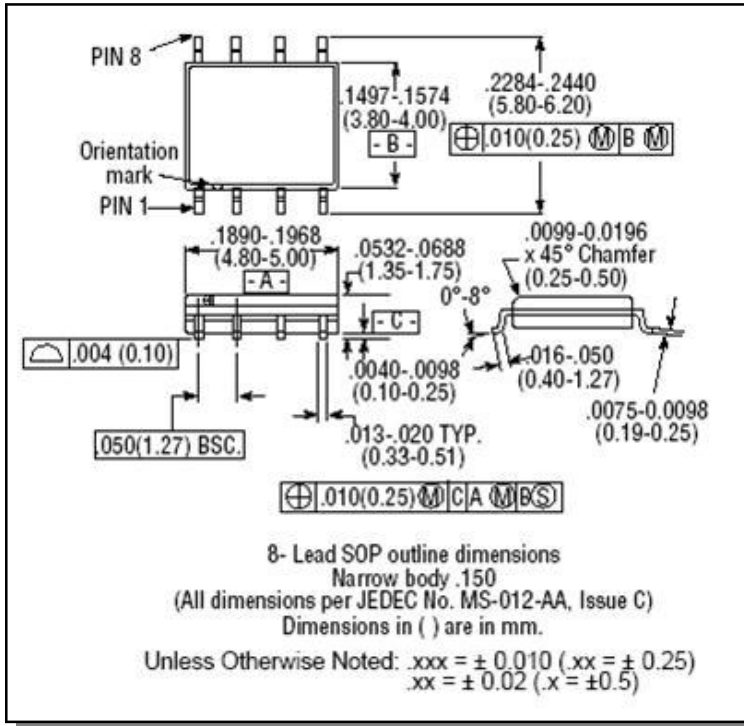 PIN 8
.1497-.1574
(3.80-4.00)
- B -
.2284-.2440
(5.80-6.20)
⌖ .010(0.25) Ⓜ B Ⓜ
Orientation
mark
PIN 1
.1890-.1968
(4.80-5.00)
- A -
.0532-.0688
(1.35-1.75)
- C -
.0099-0.0196
x 45° Chamfer
(0.25-0.50)
0°-8°
⌓ .004 (0.10)
.0040-.0098
(0.10-0.25)
.016-.050
(0.40-1.27)
.0075-0.0098
(0.19-0.25)
.050(1.27) BSC.
.013-.020 TYP.
(0.33-0.51)
⌖ .010(0.25) Ⓜ C A Ⓜ B Ⓢ
8- Lead SOP outline dimensions
Narrow body .150
(All dimensions per JEDEC No. MS-012-AA, Issue C)
Dimensions in ( ) are in mm.
Unless Otherwise Noted: .xxx = ± 0.010 (.xx = ± 0.25)
.xx = ± 0.02 (.x = ±0.5)